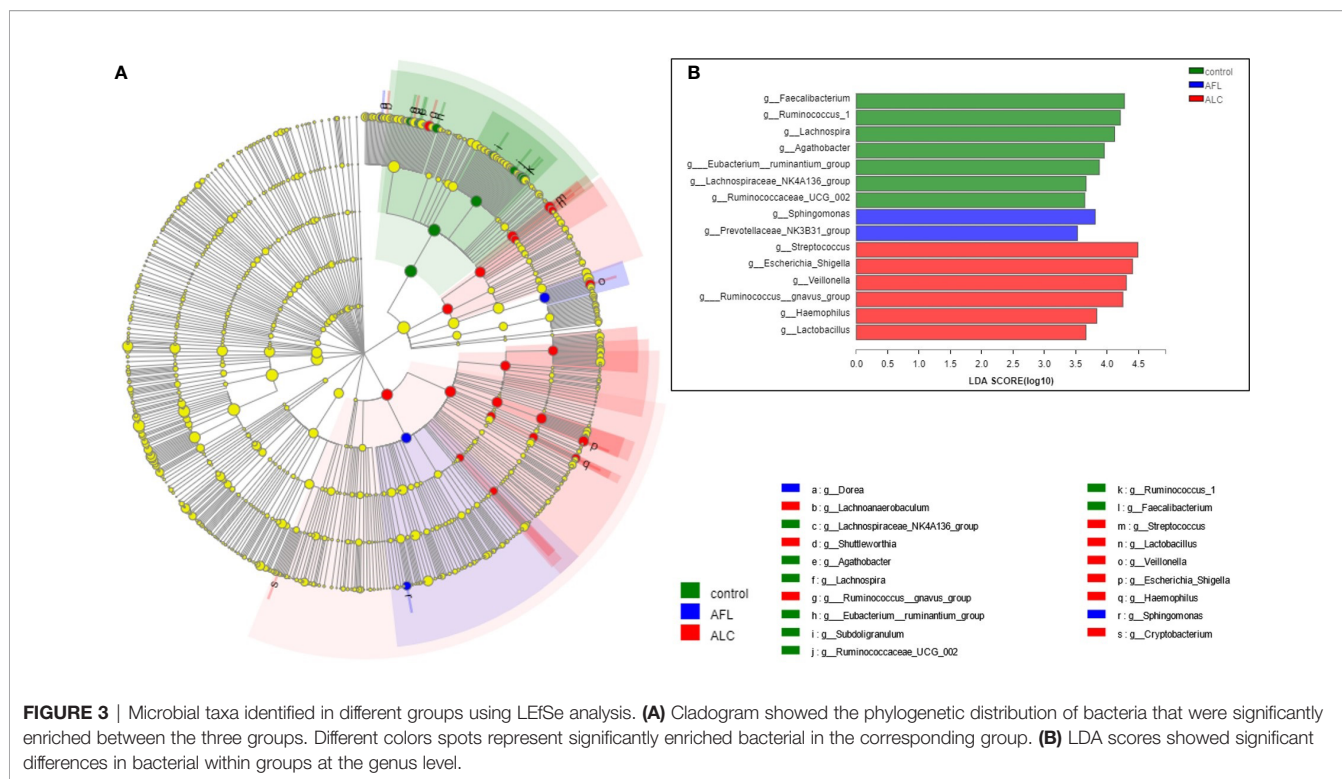 A
a
b
c
d
e
f
g
h
i
j
k
l
m
n
o
p
q
r
s
B
control
AFL
ALC
g__Faecalibacterium
g__Ruminococcus_1
g__Lachnospira
g__Agathobacter
g___Eubacterium__ruminantium_group
g__Lachnospiraceae_NK4A136_group
g__Ruminococcaceae_UCG_002
g__Sphingomonas
g__Prevotellaceae_NK3B31_group
g__Streptococcus
g__Escherichia_Shigella
g__Veillonella
g___Ruminococcus__gnavus_group
g__Haemophilus
g__Lactobacillus
0.0 0.5 1.0 1.5 2.0 2.5 3.0 3.5 4.0 4.5
LDA SCORE(log10)
control
AFL
ALC
a : g__Dorea
b : g__Lachnoanaerobaculum
c : g__Lachnospiraceae_NK4A136_group
d : g__Shuttleworthia
e : g__Agathobacter
f : g__Lachnospira
g : g___Ruminococcus__gnavus_group
h : g___Eubacterium__ruminantium_group
i : g__Subdoligranulum
j : g__Ruminococcaceae_UCG_002
k : g__Ruminococcus_1
l : g__Faecalibacterium
m : g__Streptococcus
n : g__Lactobacillus
o : g__Veillonella
p : g__Escherichia_Shigella
q : g__Haemophilus
r : g__Sphingomonas
s : g__Cryptobacterium
FIGURE 3 | Microbial taxa identified in different groups using LEfSe analysis. (A) Cladogram showed the phylogenetic distribution of bacteria that were significantly
enriched between the three groups. Different colors spots represent significantly enriched bacterial in the corresponding group. (B) LDA scores showed significant
differences in bacterial within groups at the genus level.